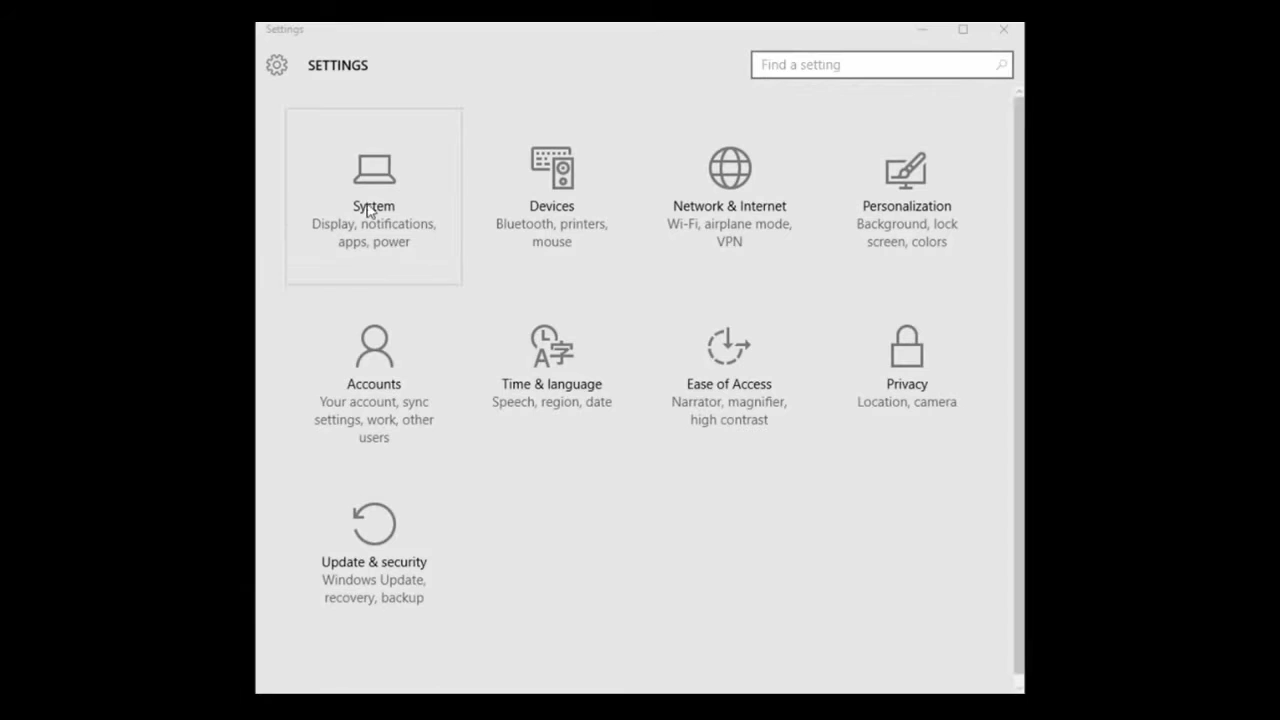 Settings
SETTINGS
Find a setting
System
Display, notifications,
apps, power
Devices
Bluetooth, printers,
mouse
Network & Internet
Wi-Fi, airplane mode,
VPN
Personalization
Background, lock
screen, colors
Accounts
Your account, sync
settings, work, other
users
Time & language
Speech, region, date
Ease of Access
Narrator, magnifier,
high contrast
Privacy
Location, camera
Update & security
Windows Update,
recovery, backup